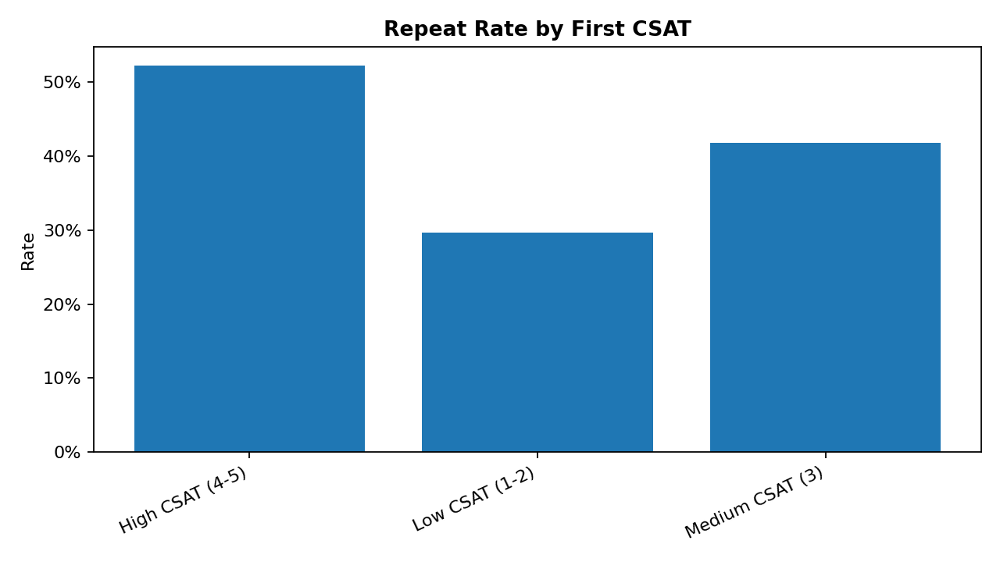 Repeat Rate by First CSAT
Rate
50%
40%
30%
20%
10%
0%
High CSAT (4-5)
Low CSAT (1-2)
Medium CSAT (3)